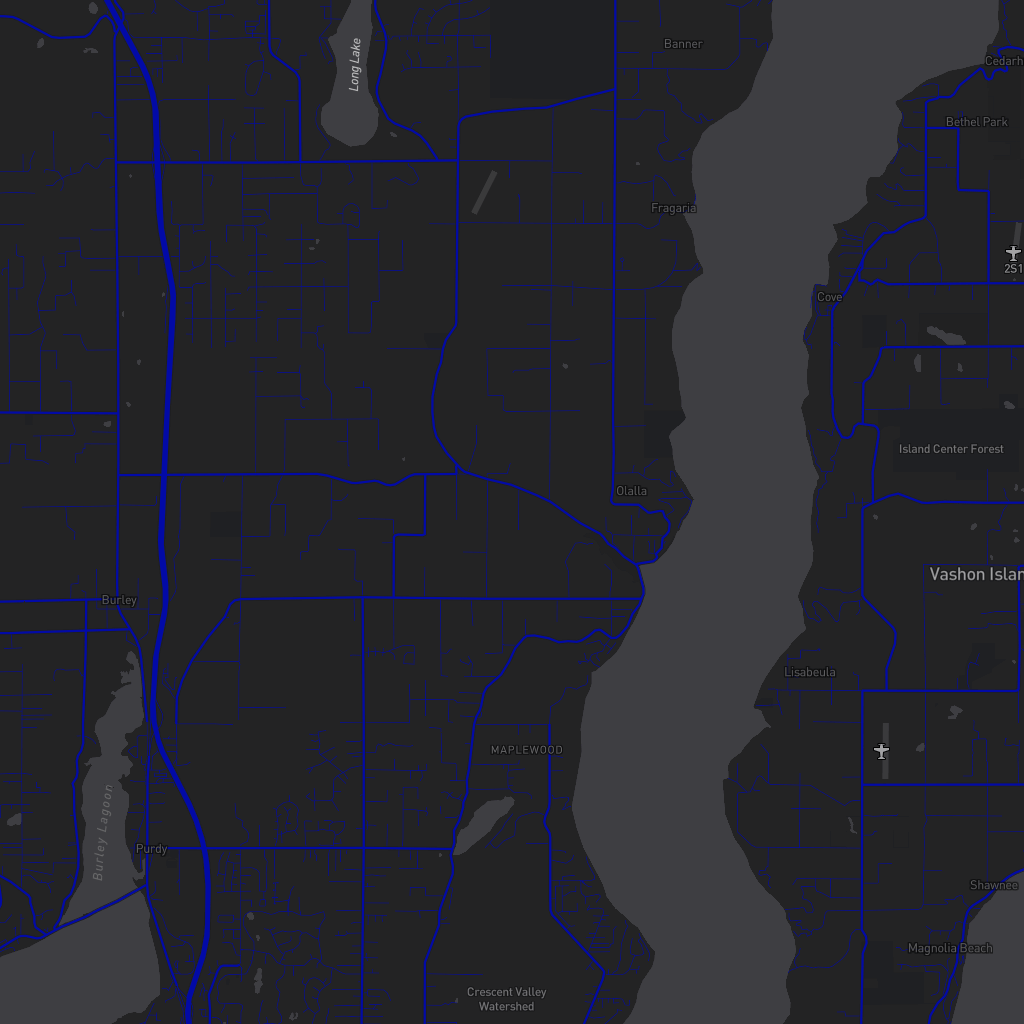 Banner
Long Lake
Cedarh
Bethel Park
Fragaria
2S1
Cove
Island Center Forest
Olalla
Vashon Islan
Burley
Lisabeula
MAPLEWOOD
Burley Lagoon
Purdy
Shawnee
Magnolia Beach
Crescent Valley
Watershed